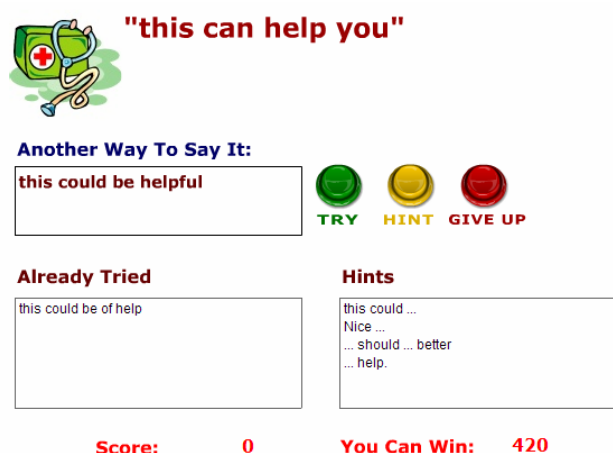 "this can help you"
Another Way To Say It:
this could be helpful
TRY HINT GIVE UP
Already Tried
this could be of help
Hints
this could ...
Nice ...
... should ... better
... help.
Score: 0
You Can Win: 420